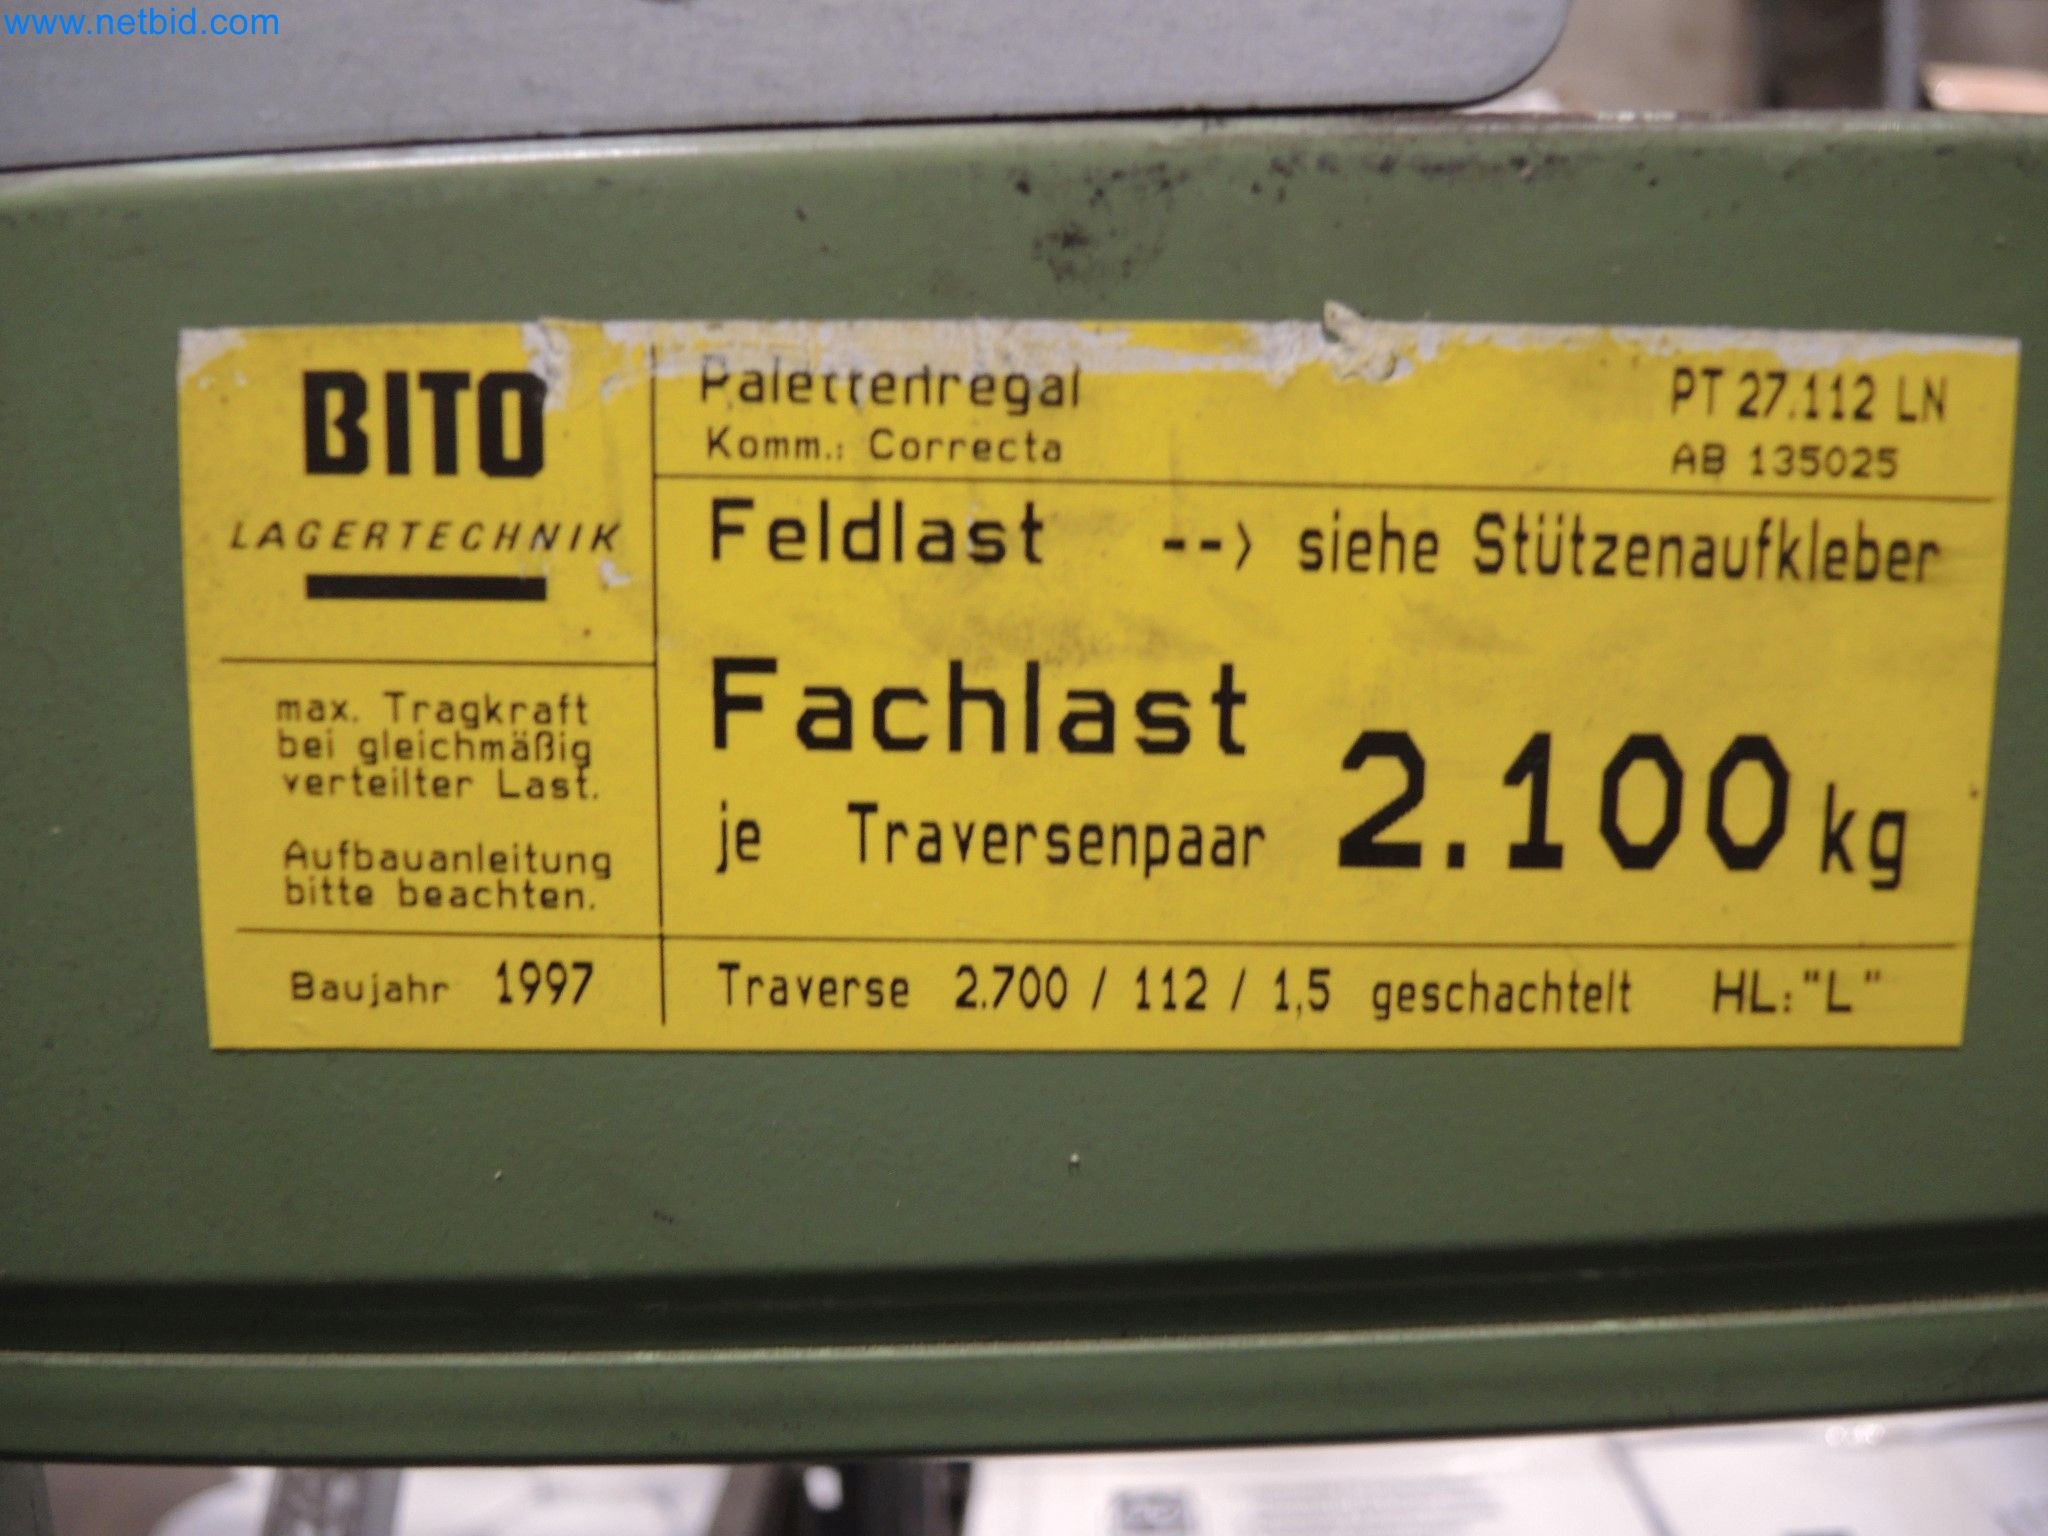 www.netbid.com
BITO
LAGERTECHNIK
max. Tragkraft
bei gleichmäßig
verteilter Last.
Aufbauanleitung
bitte beachten.
Baujahr 1997
Palettenregal
Komm.: Correcta
PT 27.112 LN
AB 135025
Feldlast --> siehe Stützenaufkleber
Fachlast
je Traversenpaar 2.100 kg
Traverse 2.700 / 112 / 1,5 geschachtelt HL: "L"